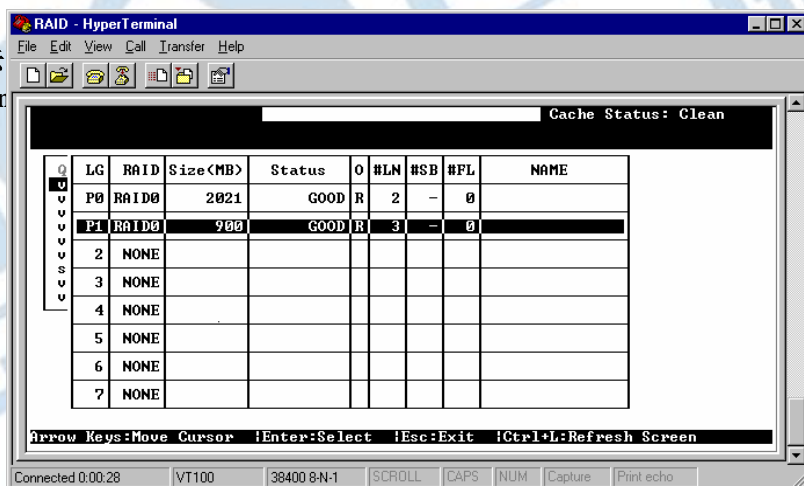 RAID - HyperTerminal
File Edit View Call Transfer Help
Cache Status: Clean
Q LG RAID Size(MB) Status O #LN #SB #FL NAME
v
v P0 RAID0 2021 GOOD R 2 - 0
v
v P1 RAID0 900 GOOD R 3 - 0
v
v 2 NONE
s
v 3 NONE
v
4 NONE
5 NONE
6 NONE
7 NONE
Arrow Keys:Move Cursor |Enter:Select |Esc:Exit |Ctrl+L:Refresh Screen
Connected 0:00:28 VT100 38400 8-N-1 SCROLL CAPS NUM Capture Print echo